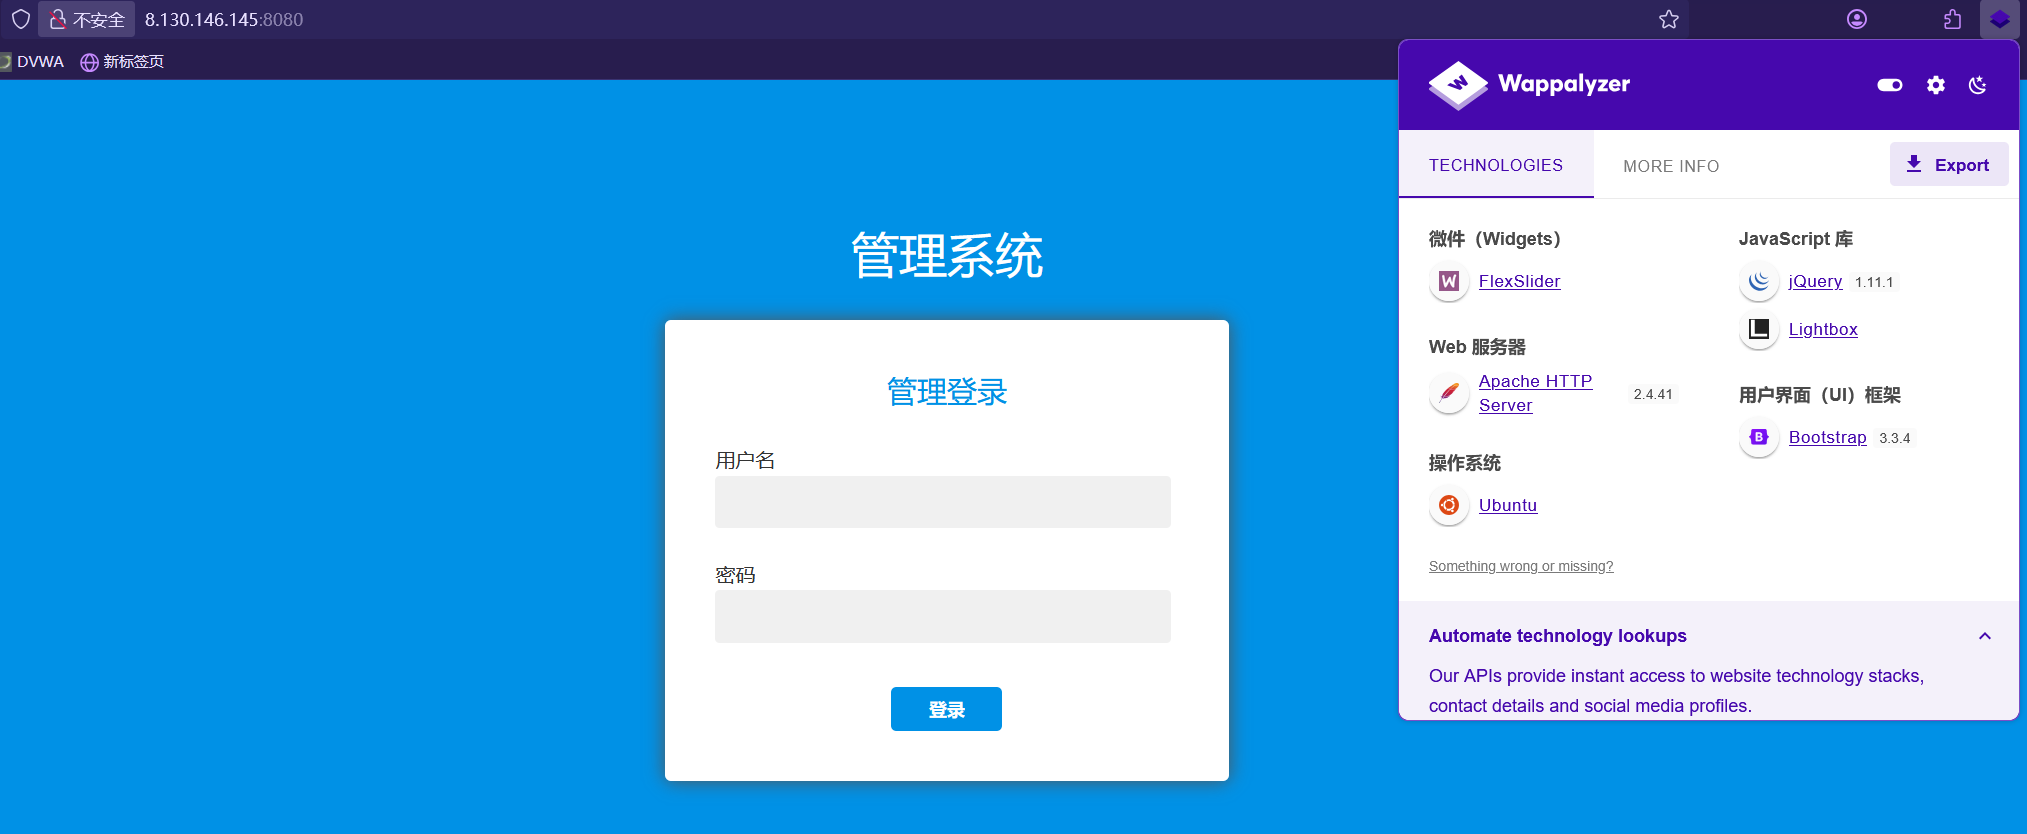 不安全 8.130.146.145:8080
DVWA 新标签页
管理系统
管理登录
用户名
密码
登录
Wappalyzer
TECHNOLOGIES MORE INFO Export
微件（Widgets）
FlexSlider
Web 服务器
Apache HTTP
Server 2.4.41
操作系统
Ubuntu
JavaScript 库
jQuery 1.11.1
Lightbox
用户界面（UI）框架
Bootstrap 3.3.4
Something wrong or missing?
Automate technology lookups
Our APIs provide instant access to website technology stacks,
contact details and social media profiles.